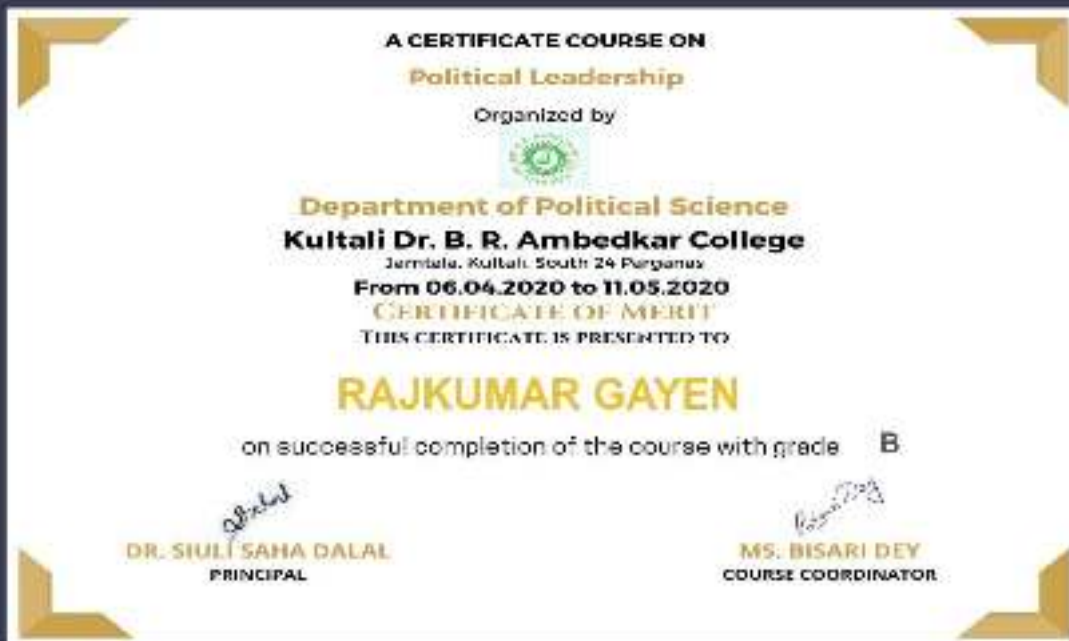 A CERTIFICATE COURSE ON
Political Leadership
Organized by
Department of Political Science
Kultali Dr. B. R. Ambedkar College
Jamtala, Kultali, South 24 Parganas
From 06.04.2020 to 11.05.2020
CERTIFICATE OF MERIT
THIS CERTIFICATE IS PRESENTED TO
RAJKUMAR GAYEN
on successful completion of the course with grade B
DR. SIULI SAHA DALAL
PRINCIPAL
MS. BISARI DEY
COURSE COORDINATOR